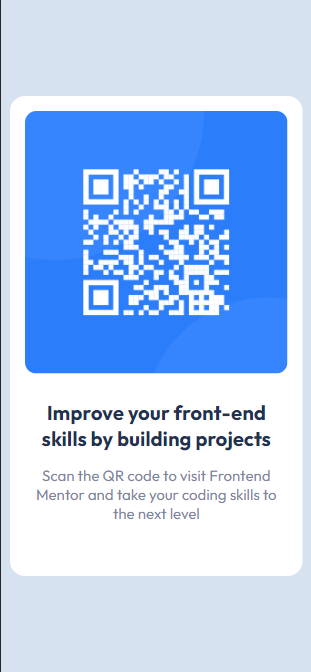 Improve your front-end
skills by building projects
Scan the QR code to visit Frontend
Mentor and take your coding skills to
the next level